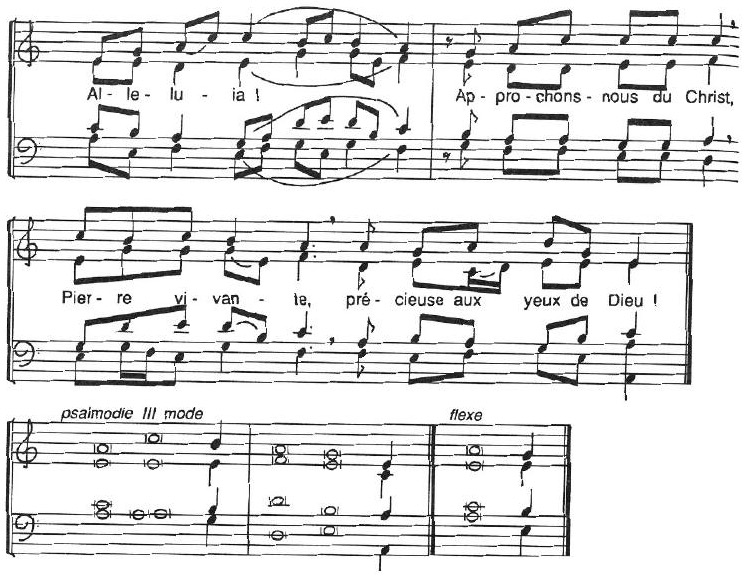 Al - le - lu - ia ! Ap - pro - chons - nous du Christ,
Pier - re vi - van - te, pré - cieuse aux yeux de Dieu !
psalmodie III mode flexe